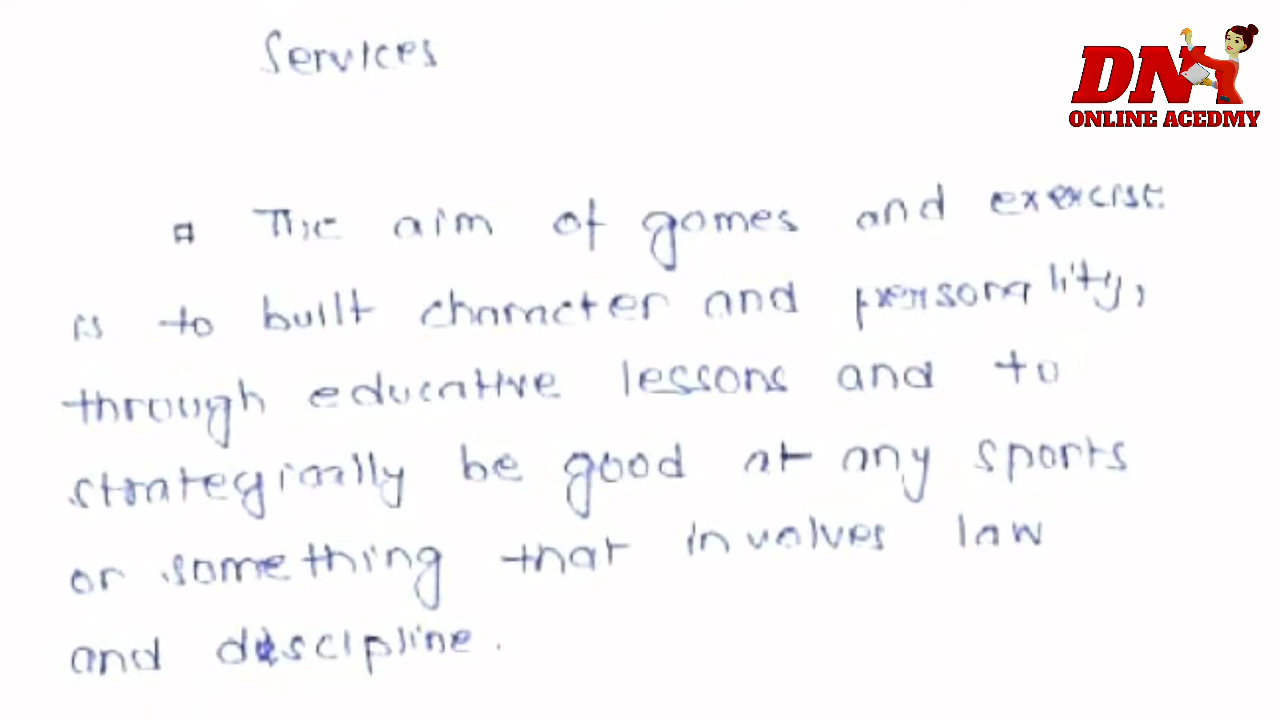 Services
DN
ONLINE ACEDMY
The aim of games and exercise
is to built character and personality,
through educative lessons and to
strategically be good at any sports
or something that involves law
and discipline.